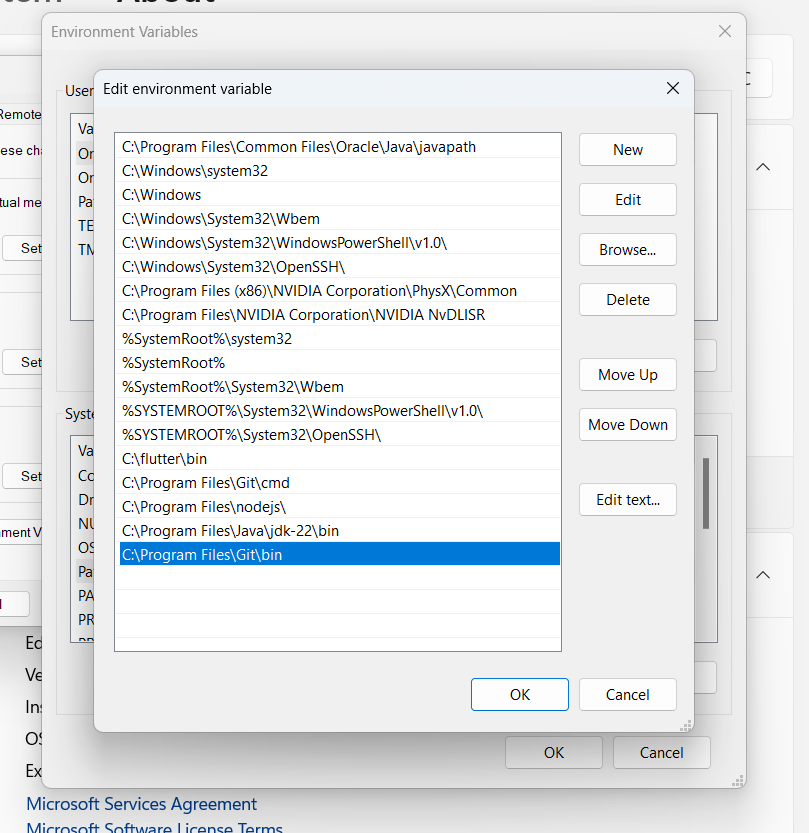 About
Environment Variables
Edit environment variable
User
Remote
Va
C:\Program Files\Common Files\Oracle\Java\javapath
New
ese cha
Or
C:\Windows\system32
Or
C:\Windows
Edit
tual me
Pa
C:\Windows\System32\Wbem
TE
C:\Windows\System32\WindowsPowerShell\v1.0\
Browse...
Set
TM
C:\Windows\System32\OpenSSH\
C:\Program Files (x86)\NVIDIA Corporation\PhysX\Common
Delete
C:\Program Files\NVIDIA Corporation\NVIDIA NvDLISR
%SystemRoot%\system32
Set
%SystemRoot%
Move Up
%SystemRoot%\System32\Wbem
Syste
%SYSTEMROOT%\System32\WindowsPowerShell\v1.0\
Move Down
%SYSTEMROOT%\System32\OpenSSH\
Va
C:\flutter\bin
Set
Co
C:\Program Files\Git\cmd
Dr
C:\Program Files\nodejs\
Edit text...
nment V
NU
C:\Program Files\Java\jdk-22\bin
OS
C:\Program Files\Git\bin
Pa
PA
PR
Ed
Ve
OK
Cancel
Ins
OS
OK
Cancel
Ex
Microsoft Services Agreement
Microsoft Software License Terms